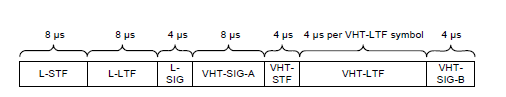 8 µs 8 µs 4 µs 8 µs 4 µs 4 µs per VHT-LTF symbol 4 µs
L-STF L-LTF L-SIG VHT-SIG-A VHT-STF VHT-LTF VHT-SIG-B